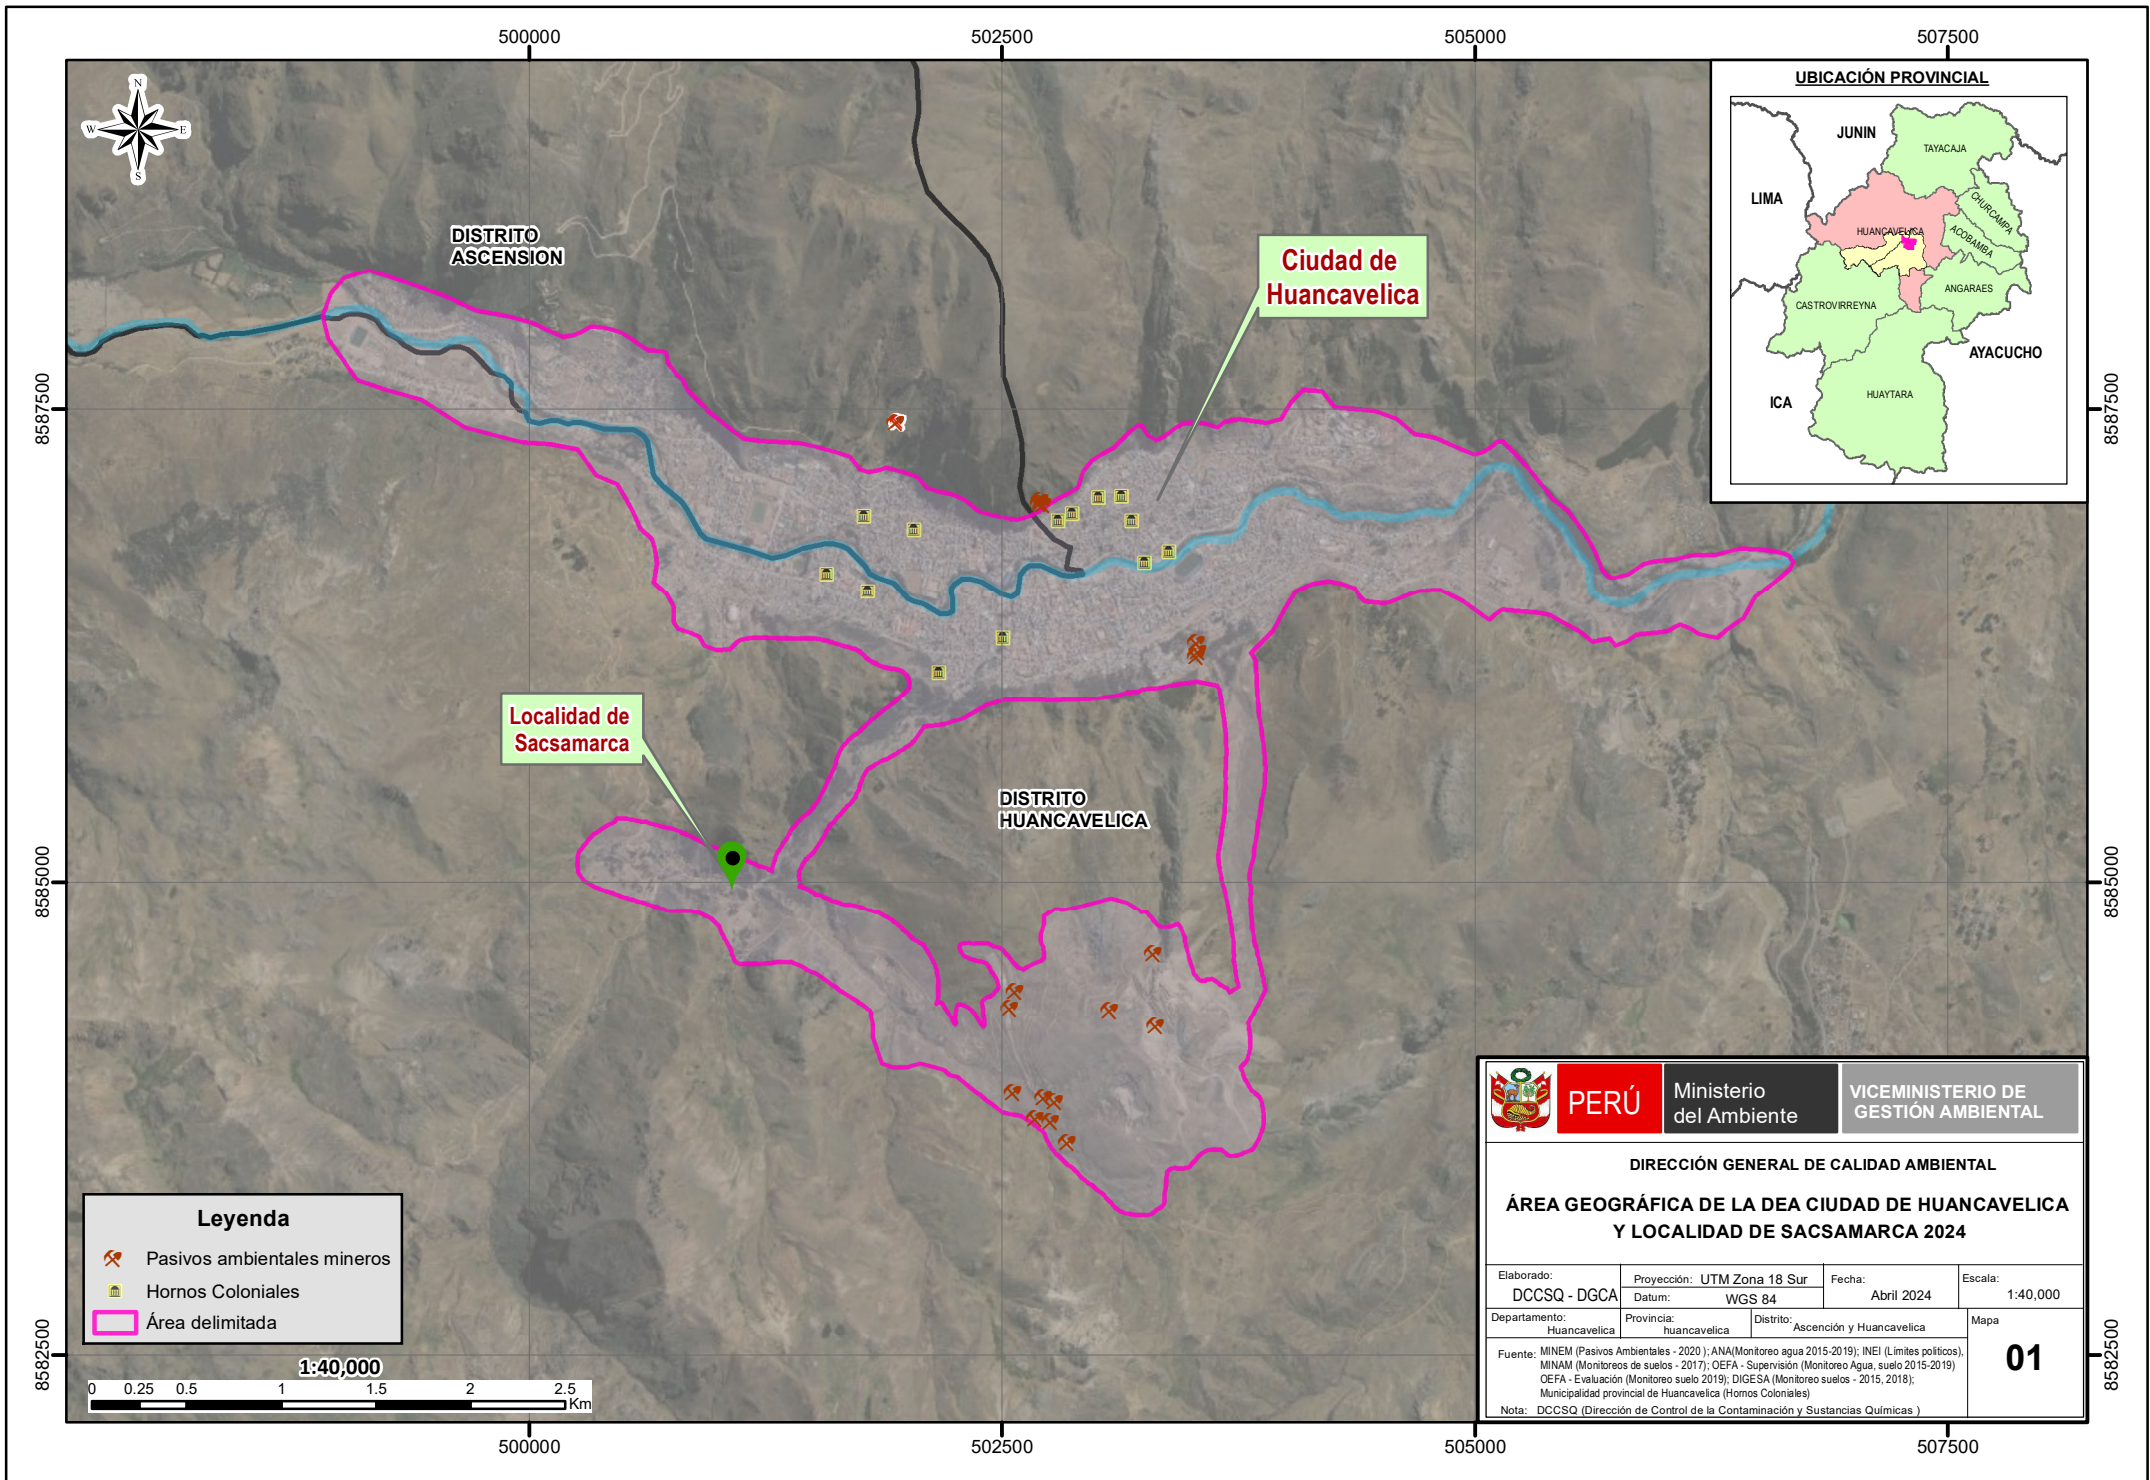 500000
502500
505000
507500
N
W
E
S
DISTRITO
ASCENSION
Ciudad de
Huancavelica
UBICACIÓN PROVINCIAL
JUNIN
TAYACAJA
LIMA
CHURCAMPA
HUANCAVELICA
ACOBAMBA
ANGARAES
CASTROVIRREYNA
AYACUCHO
ICA
HUAYTARA
8587500
8587500
Localidad de
Sacsamarca
DISTRITO
HUANCAVELICA
8585000
8585000
Leyenda
Pasivos ambientales mineros
Hornos Coloniales
Área delimitada
1:40,000
0 0.25 0.5 1 1.5 2 2.5
Km
8582500
8582500
PERÚ
Ministerio
del Ambiente
VICEMINISTERIO DE
GESTIÓN AMBIENTAL
DIRECCIÓN GENERAL DE CALIDAD AMBIENTAL
ÁREA GEOGRÁFICA DE LA DEA CIUDAD DE HUANCAVELICA
Y LOCALIDAD DE SACSAMARCA 2024
Elaborado:
DCCSQ - DGCA
Proyección: UTM Zona 18 Sur
Datum: WGS 84
Fecha:
Abril 2024
Escala:
1:40,000
Departamento:
Huancavelica
Provincia:
huancavelica
Distrito: Ascención y Huancavelica
Mapa
01
Fuente: MINEM (Pasivos Ambientales - 2020 ); ANA(Monitoreo agua 2015-2019); INEI (Límites politicos),
MINAM (Monitoreos de suelos - 2017); OEFA - Supervisión (Monitoreo Agua, suelo 2015-2019)
OEFA - Evaluación (Monitoreo suelo 2019); DIGESA (Monitoreo suelos - 2015, 2018);
Municipalidad provincial de Huancavelica (Hornos Coloniales)
Nota: DCCSQ (Dirección de Control de la Contaminación y Sustancias Químicas )
500000
502500
505000
507500